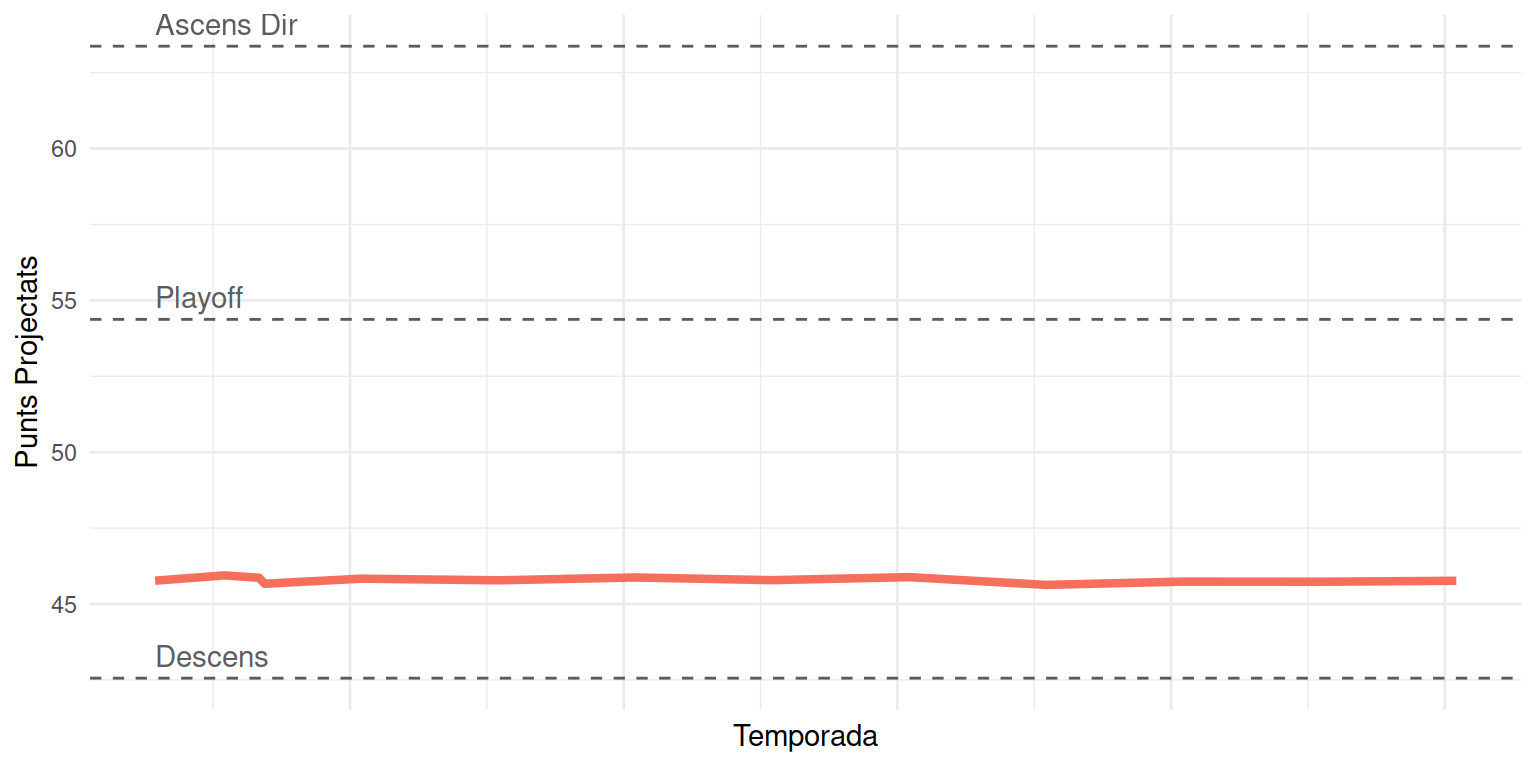 Ascens Dir
60
Playoff
55
Punts Projectats
50
45
Descens
Temporada